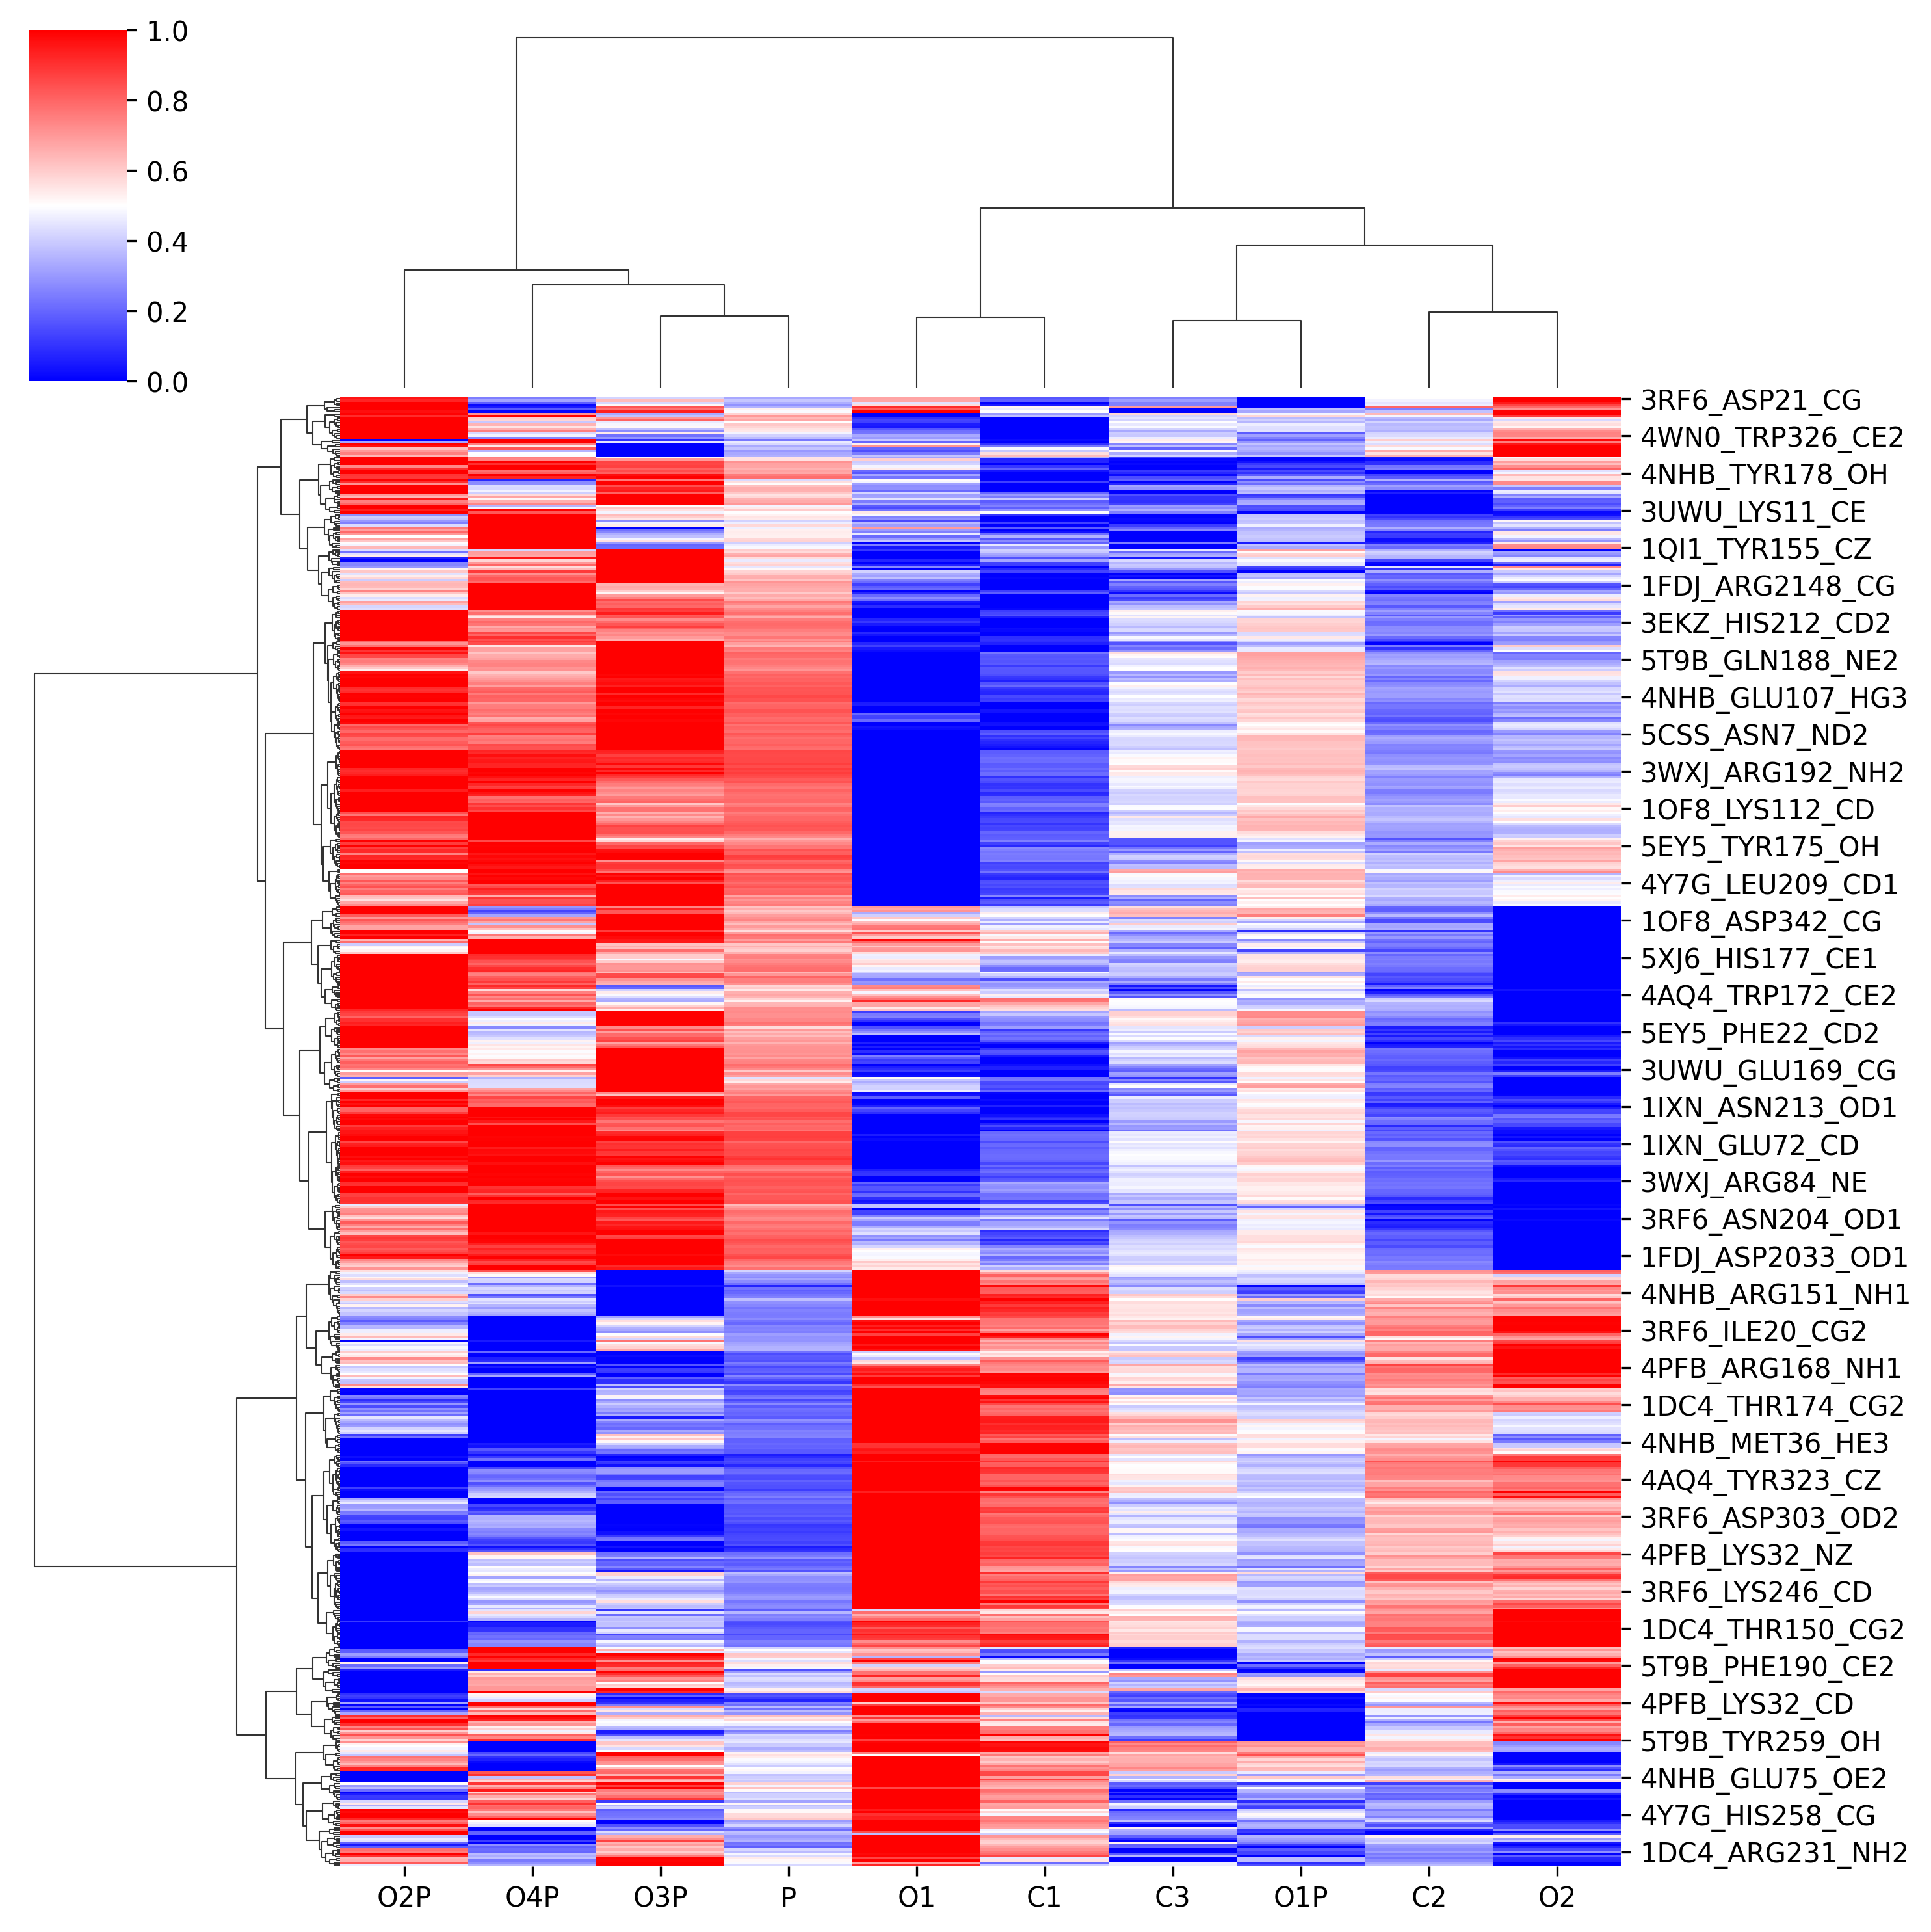 1.0
0.8
0.6
0.4
0.2
0.0
3RF6_ASP21_CG
4WN0_TRP326_CE2
4NHB_TYR178_OH
3UWU_LYS11_CE
1QI1_TYR155_CZ
1FDJ_ARG2148_CG
3EKZ_HIS212_CD2
5T9B_GLN188_NE2
4NHB_GLU107_HG3
5CSS_ASN7_ND2
3WXJ_ARG192_NH2
1OF8_LYS112_CD
5EY5_TYR175_OH
4Y7G_LEU209_CD1
1OF8_ASP342_CG
5XJ6_HIS177_CE1
4AQ4_TRP172_CE2
5EY5_PHE22_CD2
3UWU_GLU169_CG
1IXN_ASN213_OD1
1IXN_GLU72_CD
3WXJ_ARG84_NE
3RF6_ASN204_OD1
1FDJ_ASP2033_OD1
4NHB_ARG151_NH1
3RF6_ILE20_CG2
4PFB_ARG168_NH1
1DC4_THR174_CG2
4NHB_MET36_HE3
4AQ4_TYR323_CZ
3RF6_ASP303_OD2
4PFB_LYS32_NZ
3RF6_LYS246_CD
1DC4_THR150_CG2
5T9B_PHE190_CE2
4PFB_LYS32_CD
5T9B_TYR259_OH
4NHB_GLU75_OE2
4Y7G_HIS258_CG
1DC4_ARG231_NH2
O2P O4P O3P P O1 C1 C3 O1P C2 O2